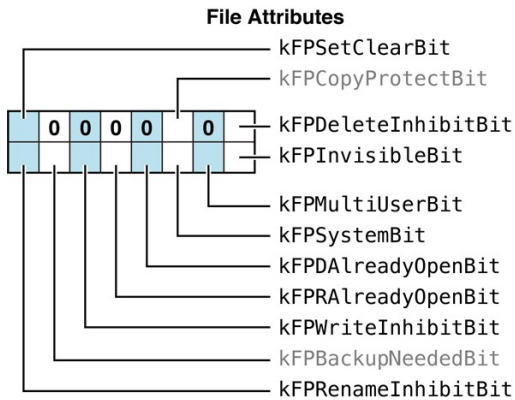 File Attributes
kFPSetClearBit
kFPCopyProtectBit
0 0 0 0 0 kFPDeleteInhibitBit
kFPInvisibleBit
kFPMultiUserBit
kFPSystemBit
kFPDAlreadyOpenBit
kFPRAlreadyOpenBit
kFPWriteInhibitBit
kFPBackupNeededBit
kFPRenameInhibitBit